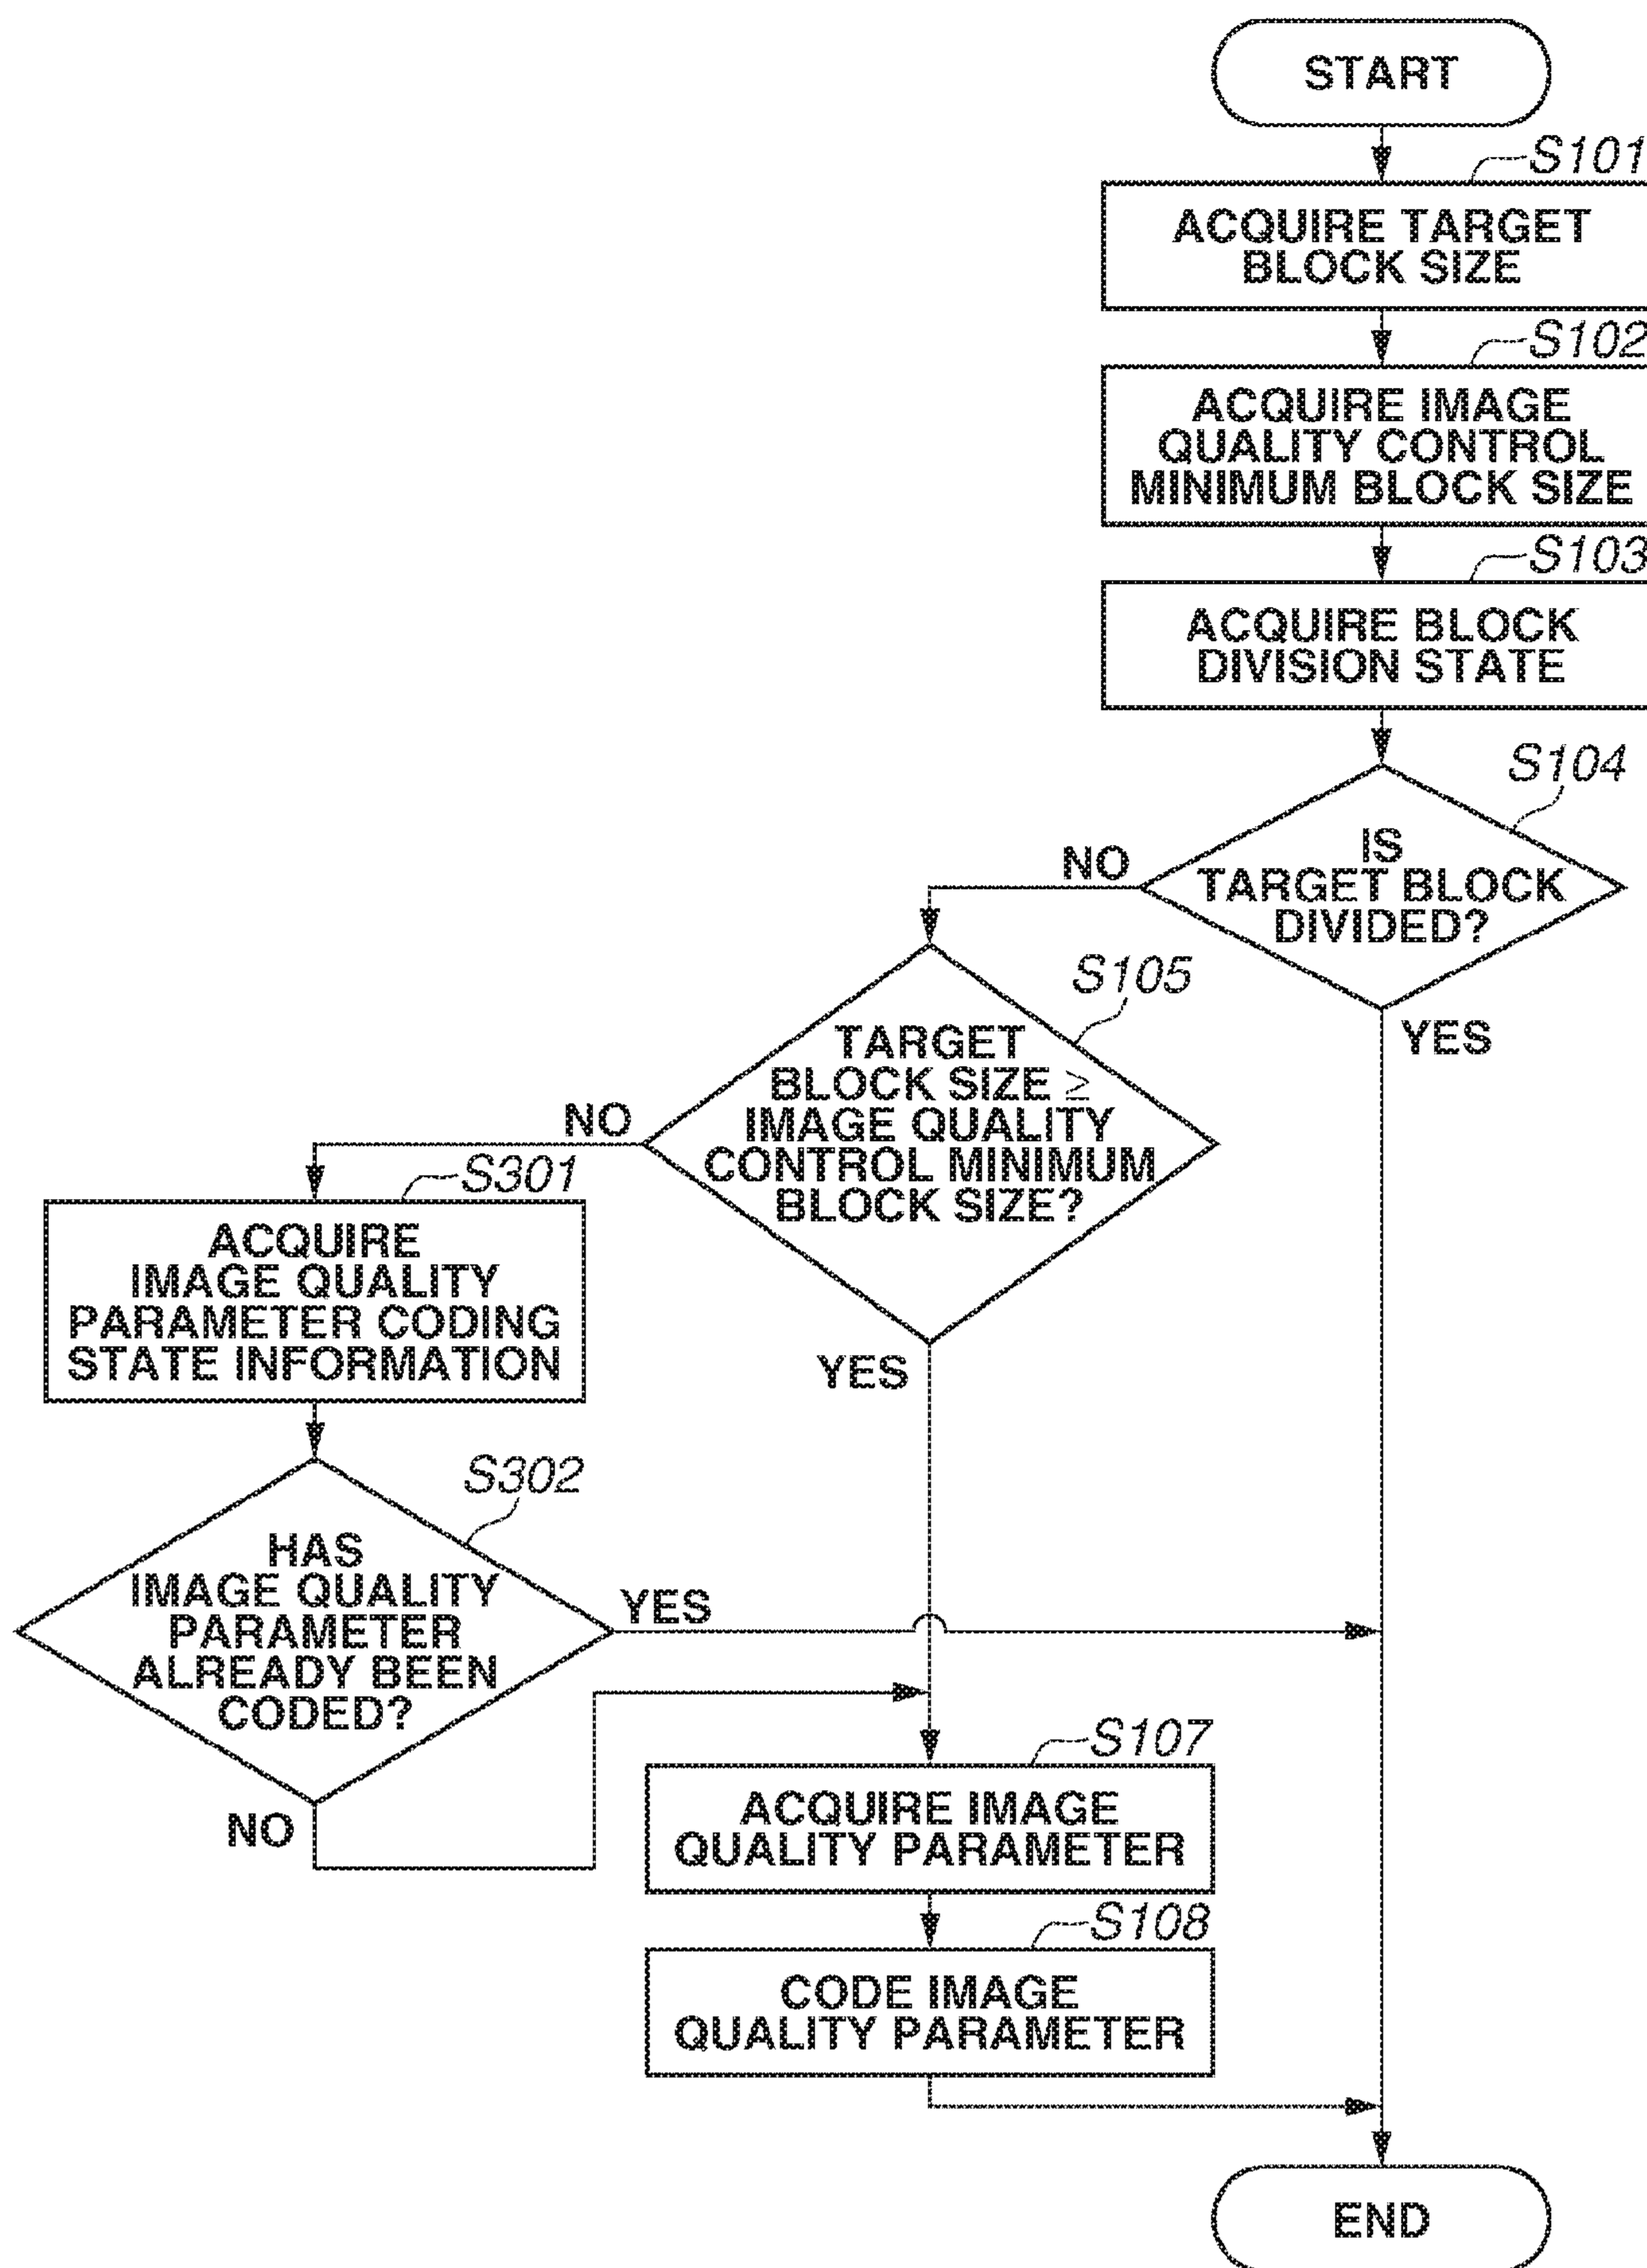 START
S101
ACQUIRE TARGET
BLOCK SIZE
S102
ACQUIRE IMAGE
QUALITY CONTROL
MINIMUM BLOCK SIZE
S103
ACQUIRE BLOCK
DIVISION STATE
S104
IS
TARGET BLOCK
DIVIDED?
NO
YES
S105
TARGET
BLOCK SIZE ≥
IMAGE QUALITY
CONTROL MINIMUM
BLOCK SIZE?
NO
YES
S301
ACQUIRE
IMAGE QUALITY
PARAMETER CODING
STATE INFORMATION
S302
HAS
IMAGE QUALITY
PARAMETER
ALREADY BEEN
CODED?
YES
NO
S107
ACQUIRE IMAGE
QUALITY PARAMETER
S108
CODE IMAGE
QUALITY PARAMETER
END